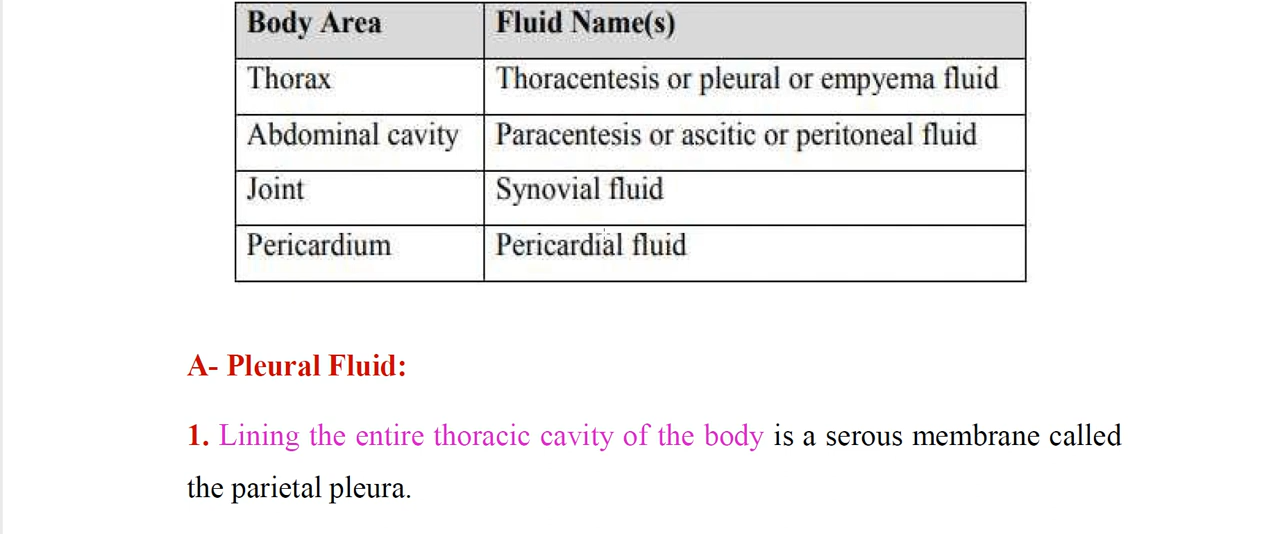 Body Area Fluid Name(s)
Thorax Thoracentesis or pleural or empyema fluid
Abdominal cavity Paracentesis or ascitic or peritoneal fluid
Joint Synovial fluid
Pericardium Pericardial fluid
A- Pleural Fluid:
1. Lining the entire thoracic cavity of the body is a serous membrane called
the parietal pleura.